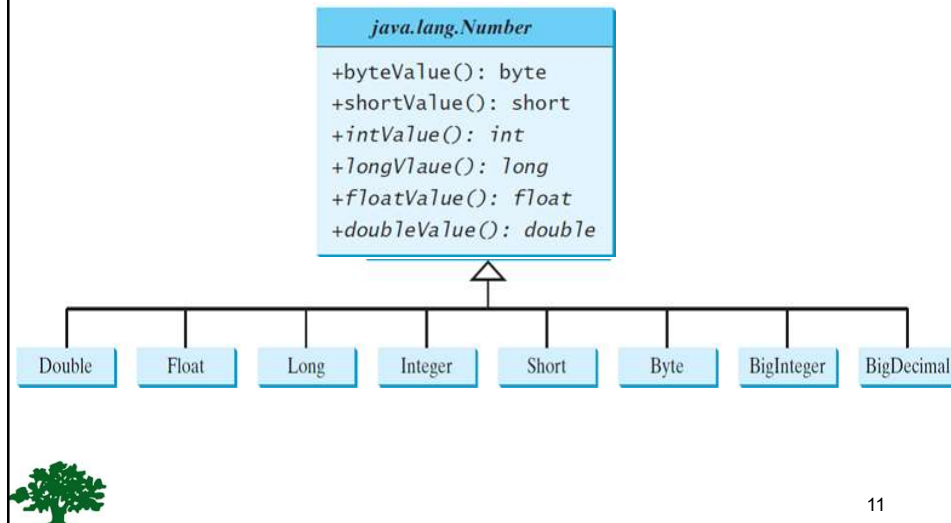 java.lang.Number
+byteValue(): byte
+shortValue(): short
+intValue(): int
+longVlaue(): long
+floatValue(): float
+doubleValue(): double
Double Float Long Integer Short Byte BigInteger BigDecimal
11